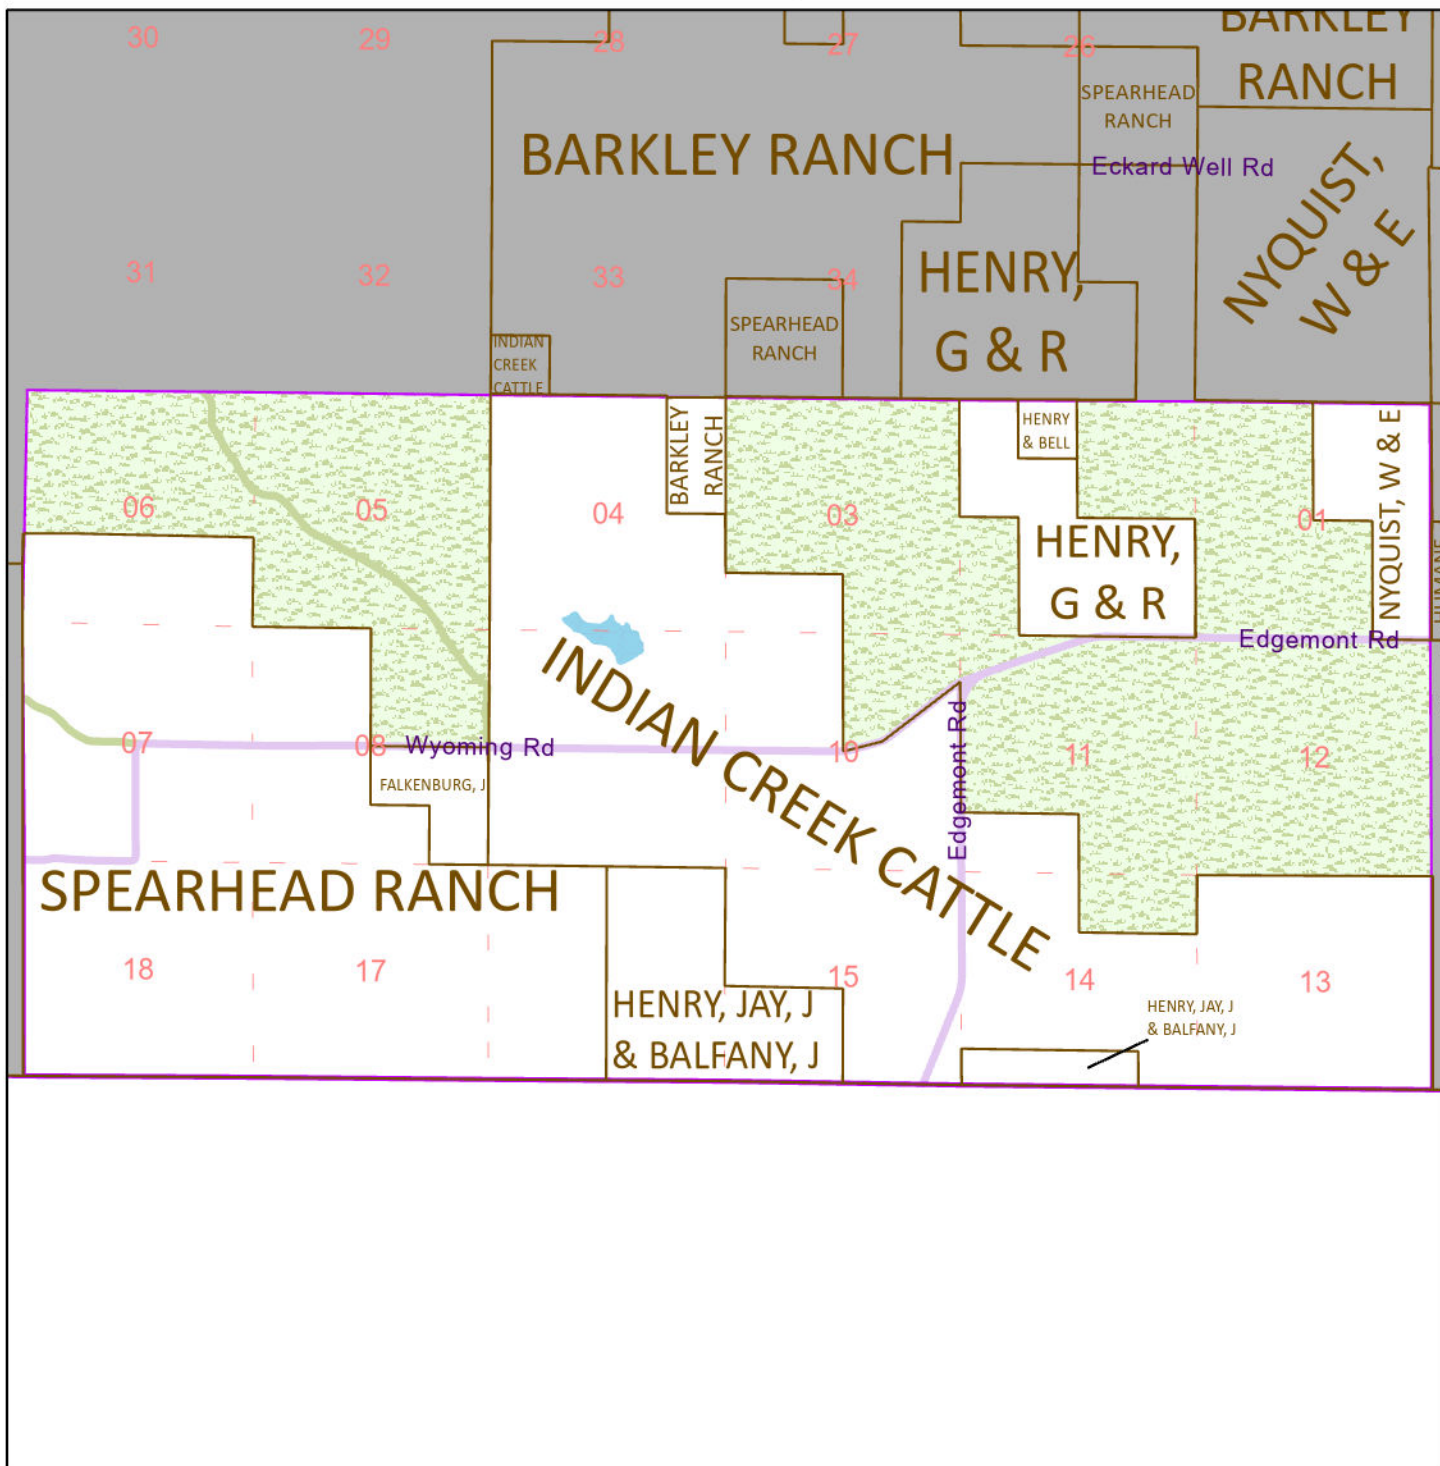 BARKLEY
RANCH
30
29
28
27
26
SPEARHEAD
RANCH
BARKLEY RANCH
Eckard Well Rd
NYQUIST,
W & E
31
32
33
34
HENRY,
G & R
SPEARHEAD
RANCH
INDIAN
CREEK
CATTLE
BARKLEY
RANCH
HENRY
& BELL
NYQUIST, W & E
06
05
04
03
01
HENRY,
G & R
Edgemont Rd
INDIAN CREEK CATTLE
07
08
Wyoming Rd
10
Edgemont Rd
11
12
FALKENBURG, J
SPEARHEAD RANCH
18
17
15
14
13
HENRY, JAY, J
& BALFANY, J
HENRY, JAY, J
& BALFANY, J